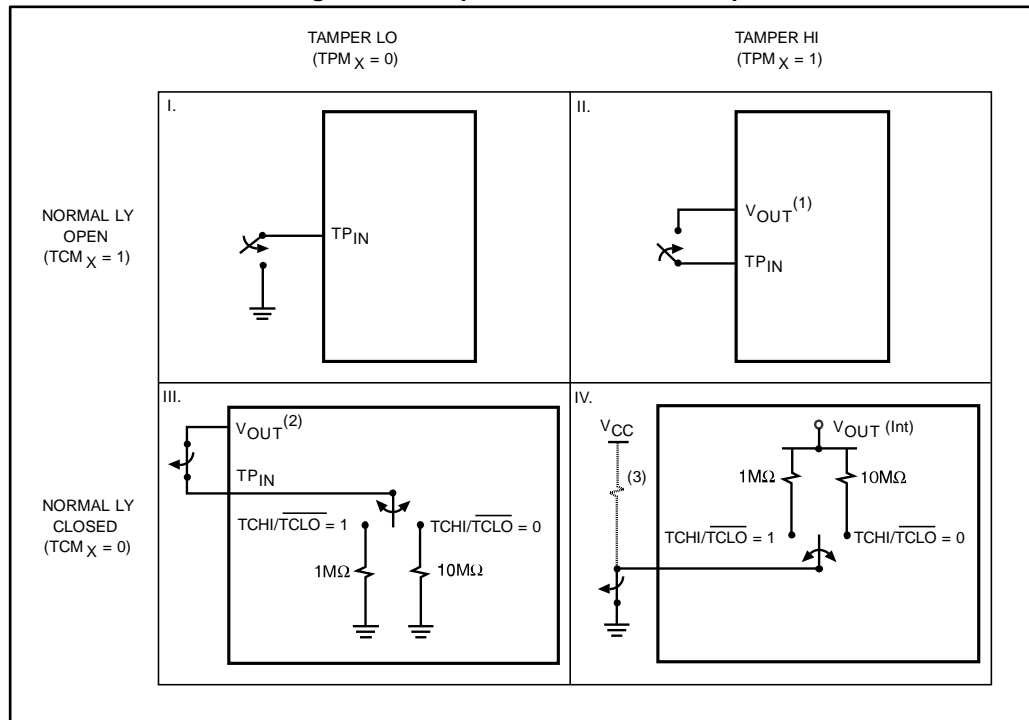 TAMPER LO
(TPM X = 0)
TAMPER HI
(TPM X = 1)
NORMAL LY
OPEN
(TCM X = 1)
I.
TPIN
II.
VOUT(1)
TPIN
NORMAL LY
CLOSED
(TCM X = 0)
III.
VOUT(2)
TPIN
TCHI/TCLO = 1
TCHI/TCLO = 0
1MΩ
10MΩ
IV.
VCC
(3)
VOUT (Int)
1MΩ
10MΩ
TCHI/TCLO = 1
TCHI/TCLO = 0